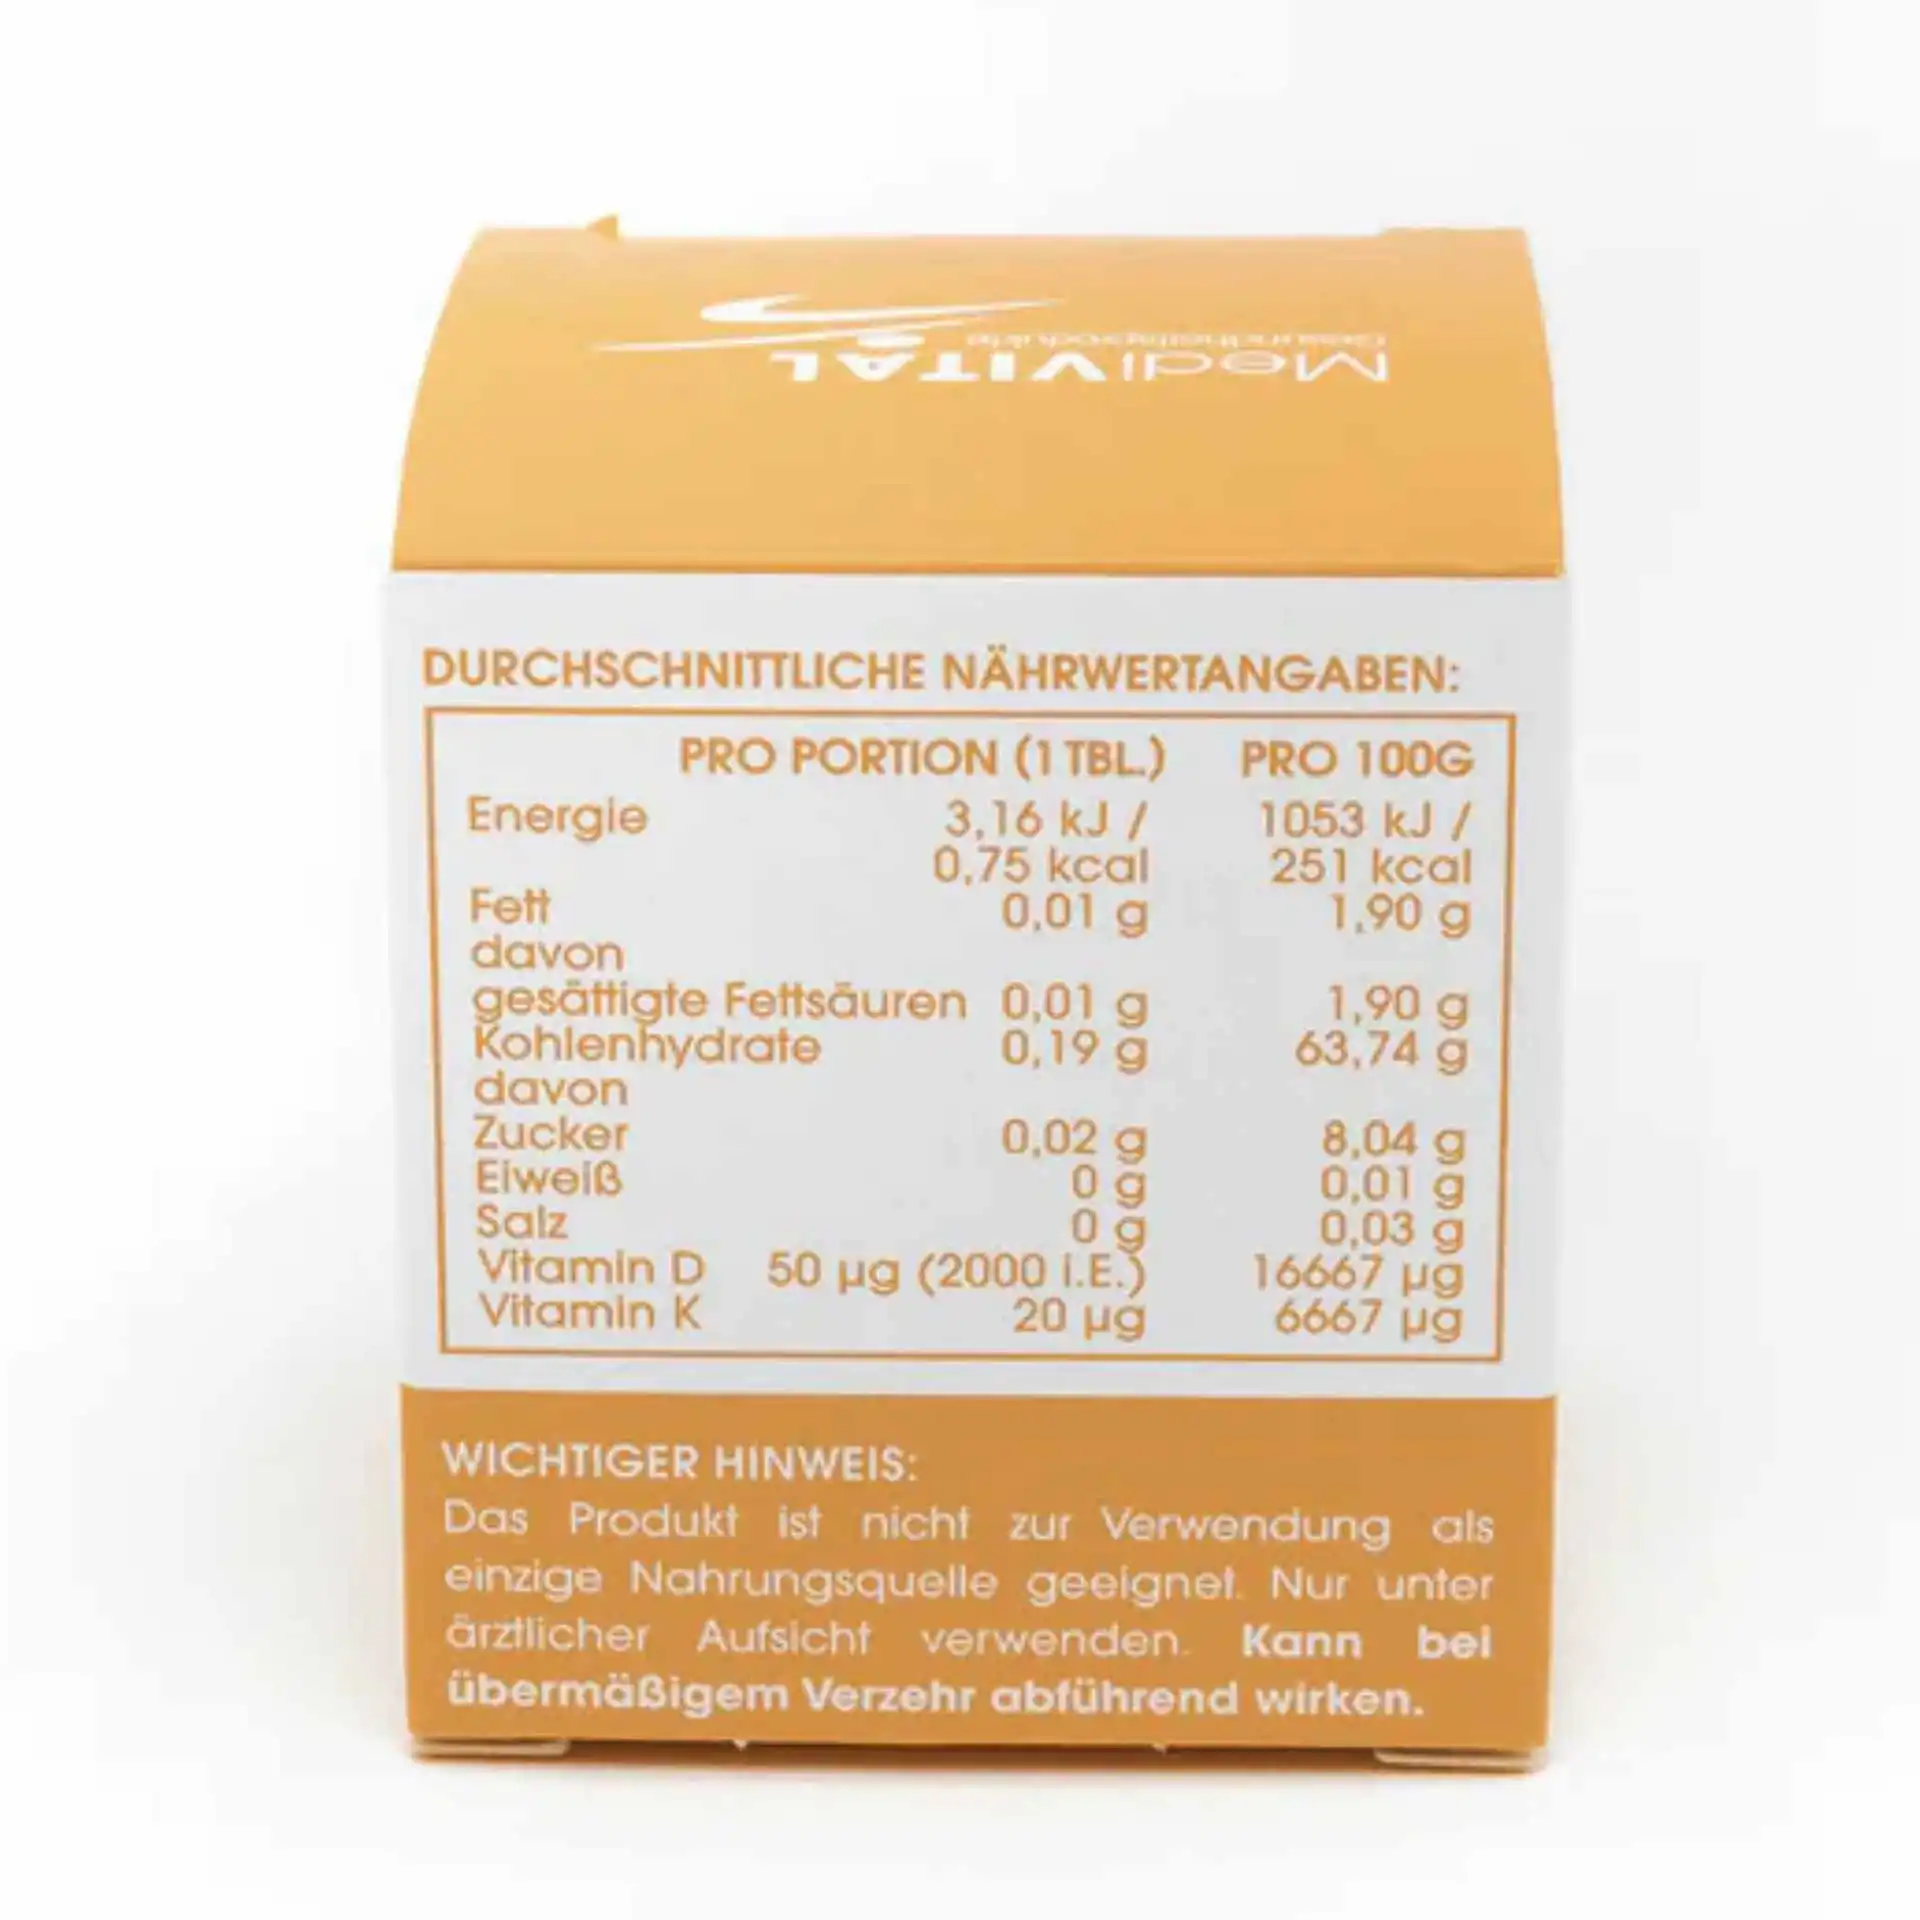 MediVITAL
Gesundheitsprodukte
DURCHSCHNITTLICHE NÄHRWERTANGABEN:
PRO PORTION (1 TBL.) PRO 100G
Energie 3,16 kJ / 1053 kJ /
0,75 kcal 251 kcal
Fett 0,01 g 1,90 g
davon
gesättigte Fettsäuren 0,01 g 1,90 g
Kohlenhydrate 0,19 g 63,74 g
davon
Zucker 0,02 g 8,04 g
Eiweiß 0 g 0,01 g
Salz 0 g 0,03 g
Vitamin D 50 µg (2000 I.E.) 16667 µg
Vitamin K 20 µg 6667 µg
WICHTIGER HINWEIS:
Das Produkt ist nicht zur Verwendung als
einzige Nahrungsquelle geeignet. Nur unter
ärztlicher Aufsicht verwenden. Kann bei
übermäßigem Verzehr abführend wirken.